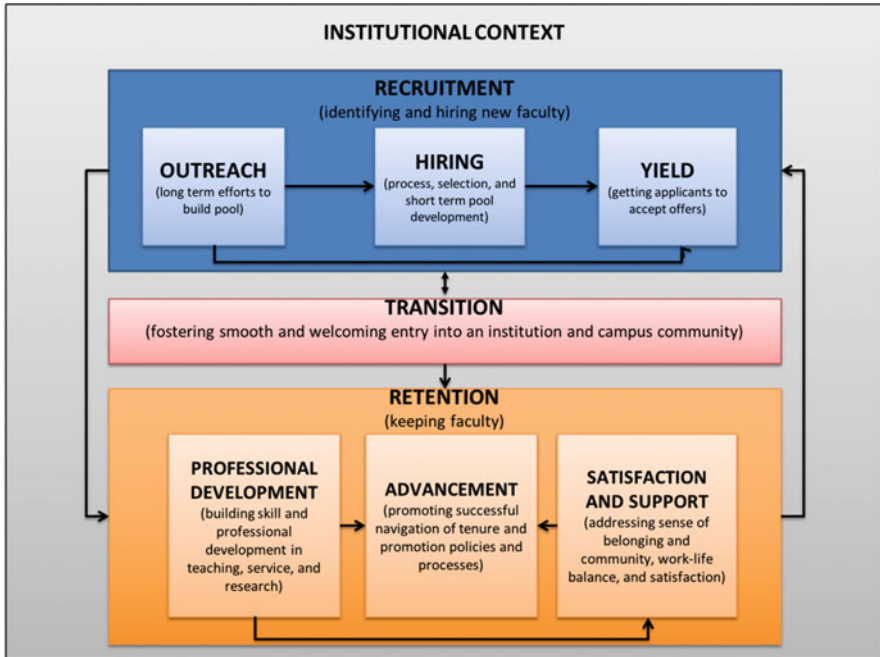 INSTITUTIONAL CONTEXT
RECRUITMENT
(identifying and hiring new faculty)
OUTREACH
(long term efforts to
build pool)
HIRING
(process, selection, and
short term pool
development)
YIELD
(getting applicants to
accept offers)
TRANSITION
(fostering smooth and welcoming entry into an institution and campus community)
RETENTION
(keeping faculty)
PROFESSIONAL
DEVELOPMENT
(building skill and
professional
development in
teaching, service, and
research)
ADVANCEMENT
(promoting successful
navigation of tenure and
promotion policies and
processes)
SATISFACTION
AND SUPPORT
(addressing sense of
belonging and
community, work-life
balance, and satisfaction)